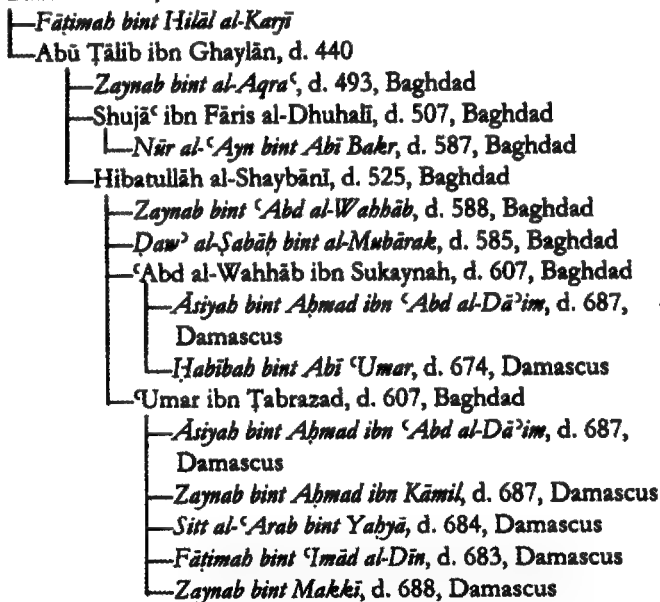 Fāṭimah bint Hilāl al-Karjī
Abū Ṭālib ibn Ghaylān, d. 440
Zaynab bint al-Aqraʿ, d. 493, Baghdad
Shujāʿ ibn Fāris al-Dhuhalī, d. 507, Baghdad
Nūr al-ʿAyn bint Abī Bakr, d. 587, Baghdad
Hibatullāh al-Shaybānī, d. 525, Baghdad
Zaynab bint ʿAbd al-Wahhāb, d. 588, Baghdad
Ḍawʾ al-Ṣabāḥ bint al-Mubārak, d. 585, Baghdad
ʿAbd al-Wahhāb ibn Sukaynah, d. 607, Baghdad
Āsiyah bint Aḥmad ibn ʿAbd al-Dāʾim, d. 687,
Damascus
Ḥabībah bint Abī ʿUmar, d. 674, Damascus
ʿUmar ibn Ṭabrazad, d. 607, Baghdad
Āsiyah bint Aḥmad ibn ʿAbd al-Dāʾim, d. 687,
Damascus
Zaynab bint Aḥmad ibn Kāmil, d. 687, Damascus
Sitt al-ʿArab bint Yaḥyā, d. 684, Damascus
Fāṭimah bint ʿImād al-Dīn, d. 683, Damascus
Zaynab bint Makkī, d. 688, Damascus